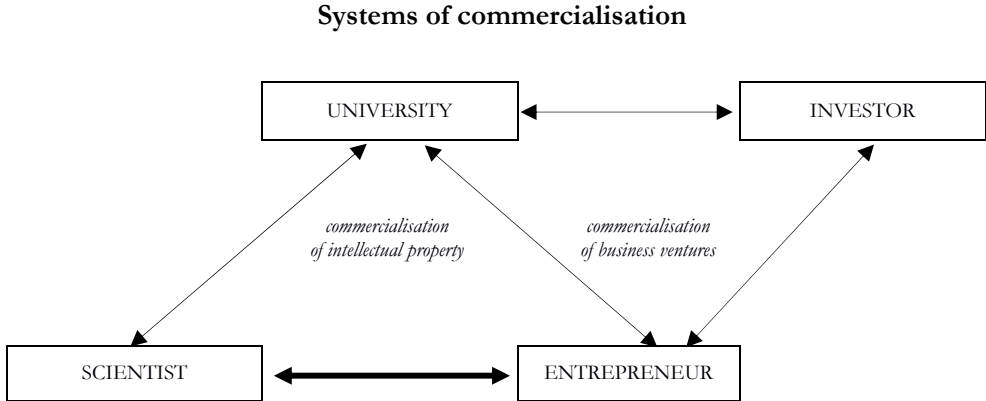 Systems of commercialisation
UNIVERSITY
INVESTOR
commercialisation
of intellectual property
commercialisation
of business ventures
SCIENTIST
ENTREPRENEUR